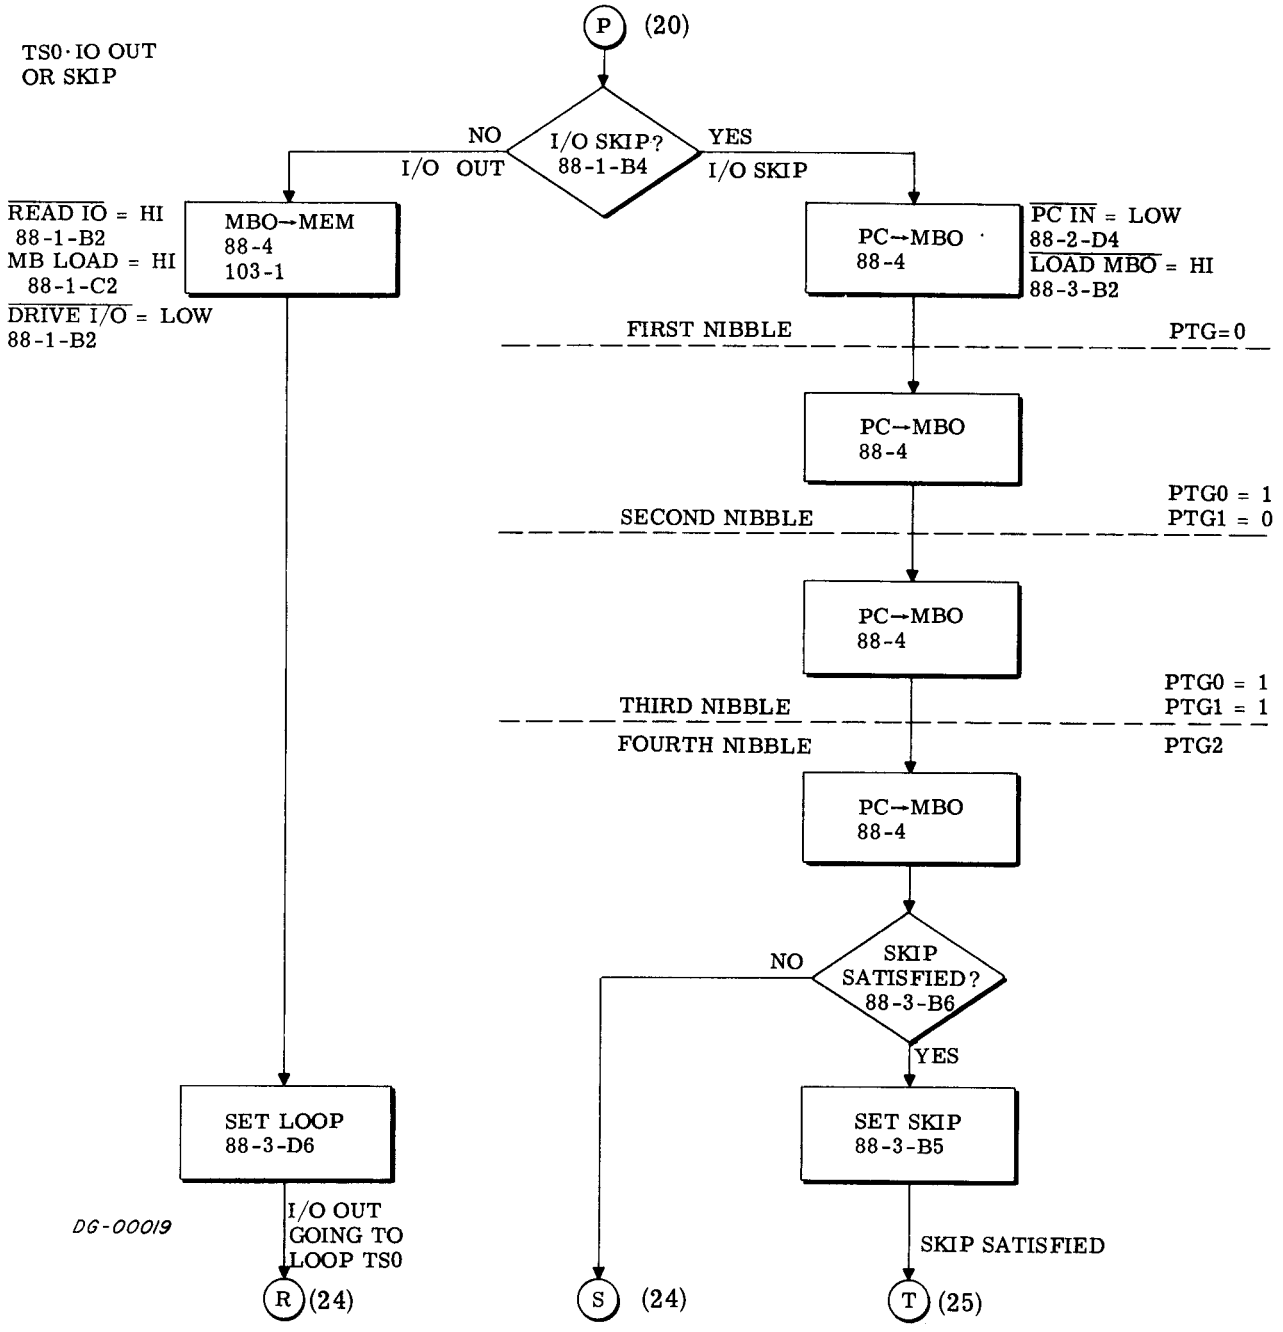 P (20)
TS0·IO OUT
OR SKIP
NO
I/O OUT
I/O SKIP?
88-1-B4
YES
I/O SKIP
READ IO = HI
88-1-B2
MB LOAD = HI
88-1-C2
DRIVE I/O = LOW
88-1-B2
MBO→MEM
88-4
103-1
PC→MBO
88-4
PC IN = LOW
88-2-D4
LOAD MBO = HI
88-3-B2
FIRST NIBBLE
PTG=0
PC→MBO
88-4
PTG0 = 1
SECOND NIBBLE
PTG1 = 0
PC→MBO
88-4
PTG0 = 1
THIRD NIBBLE
PTG1 = 1
FOURTH NIBBLE
PTG2
PC→MBO
88-4
NO
SKIP
SATISFIED?
88-3-B6
YES
SET LOOP
88-3-D6
SET SKIP
88-3-B5
DG-00019
I/O OUT
GOING TO
LOOP TS0
SKIP SATISFIED
R (24)
S (24)
T (25)